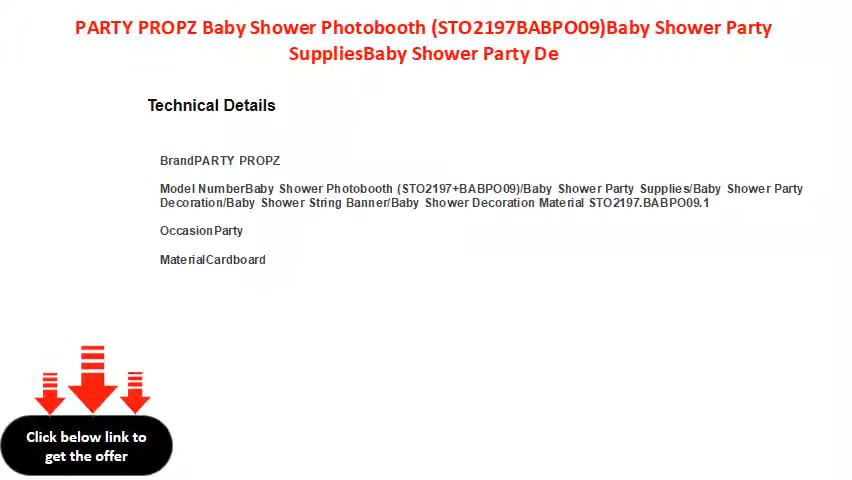 PARTY PROPZ Baby Shower Photobooth (STO2197BABPO09)Baby Shower Party
SuppliesBaby Shower Party De
Technical Details
BrandPARTY PROPZ
Model NumberBaby Shower Photobooth (STO2197+BABPO09)/Baby Shower Party Supplies/Baby Shower Party
Decoration/Baby Shower String Banner/Baby Shower Decoration Material STO2197.BABPO09.1
OccasionParty
MaterialCardboard
Click below link to
get the offer